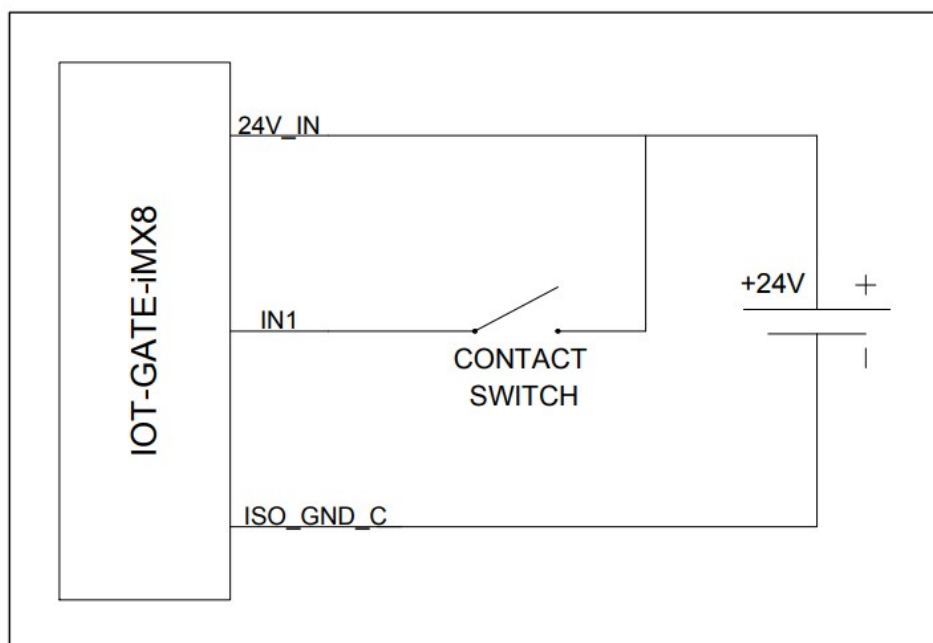 24V_IN
IOT-GATE-iMX8
+24V
+
IN1
CONTACT
SWITCH
–
ISO_GND_C